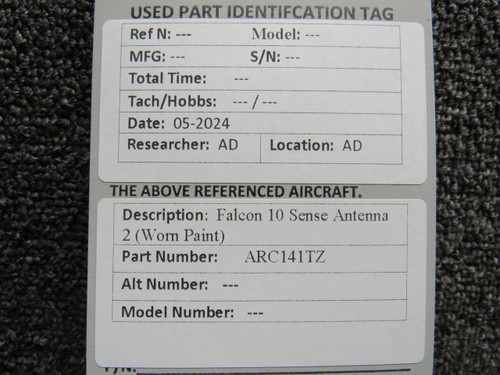 USED PART IDENTIFCATION TAG
Ref N: --- Model: ---
MFG: --- S/N: ---
Total Time: ---
Tach/Hobbs: --- / ---
Date: 05-2024
Researcher: AD Location: AD
THE ABOVE REFERENCED AIRCRAFT.
Description: Falcon 10 Sense Antenna
2 (Worn Paint)
Part Number: ARC141TZ
Alt Number: ---
Model Number: ---
P/N: